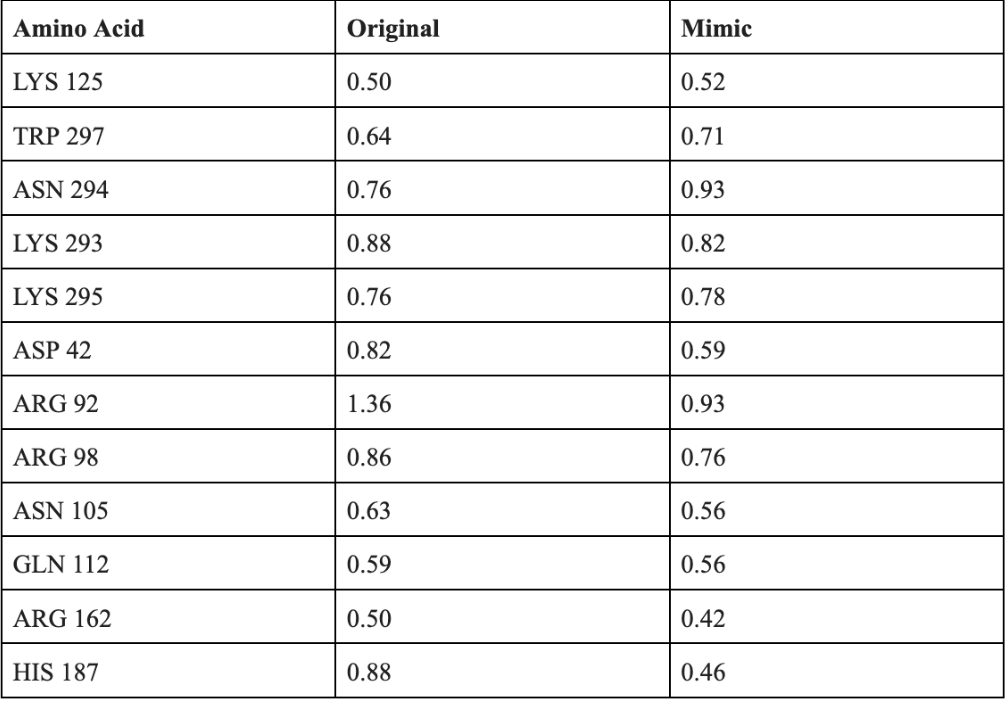 Amino Acid Original Mimic
LYS 125 0.50 0.52
TRP 297 0.64 0.71
ASN 294 0.76 0.93
LYS 293 0.88 0.82
LYS 295 0.76 0.78
ASP 42 0.82 0.59
ARG 92 1.36 0.93
ARG 98 0.86 0.76
ASN 105 0.63 0.56
GLN 112 0.59 0.56
ARG 162 0.50 0.42
HIS 187 0.88 0.46